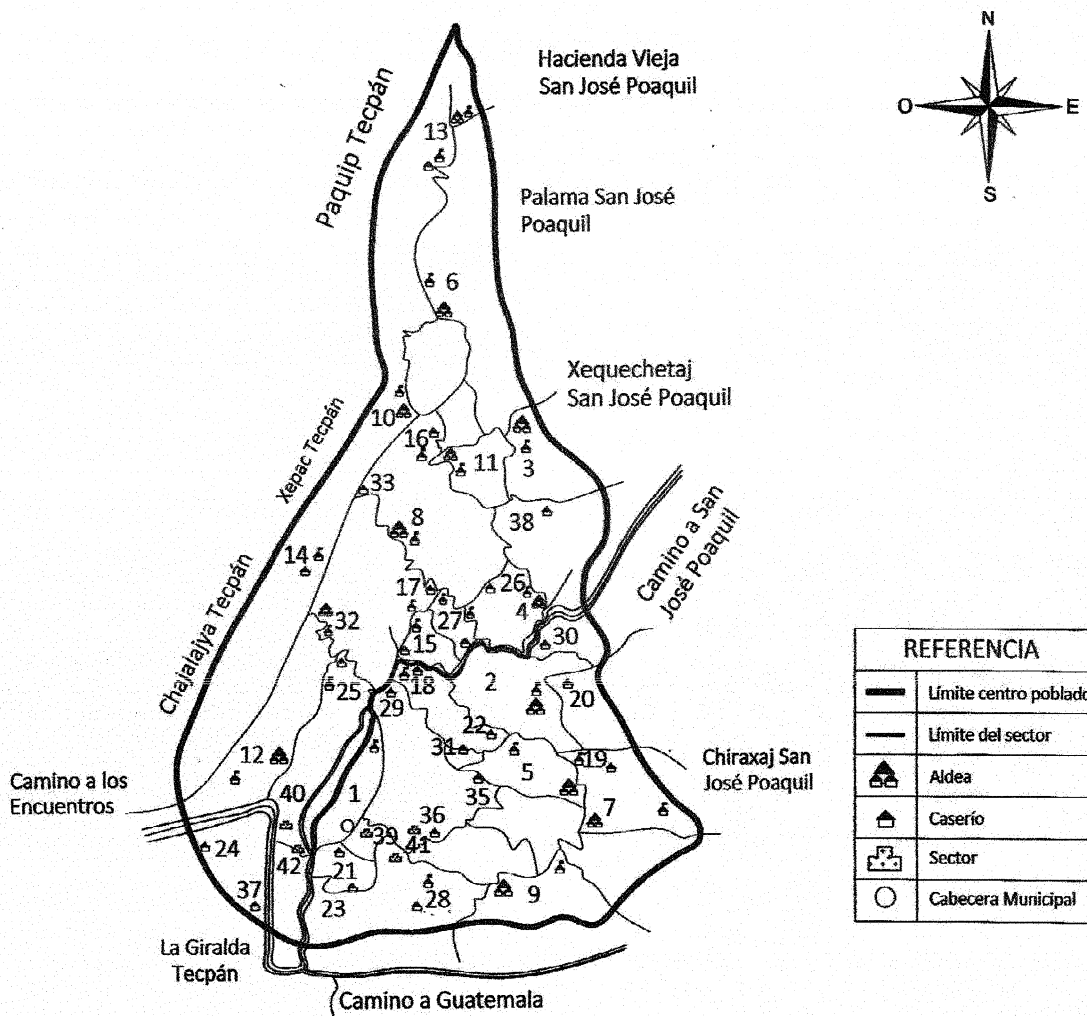 N
Hacienda Vieja
San José Poaquil
O
E
S
Paquip Tecpán
13
Palama San José
Poaquil
6
Xequechetaj
San José Poaquil
10
16
11
3
Xepac Tecpán
33
38
8
Camino a San
José Poaquil
14
17
26
4
27
32
15
30
Chajalajya Tecpán
18
2
25
29
20
22
31
12
5
19
Chiraxaj San
José Poaquil
Camino a los
Encuentros
40
1
35
7
36
39
41
24
42
21
37
23
28
9
La Giralda
Tecpán
Camino a Guatemala
REFERENCIA
Límite centro poblado
Límite del sector
Aldea
Caserío
Sector
Cabecera Municipal